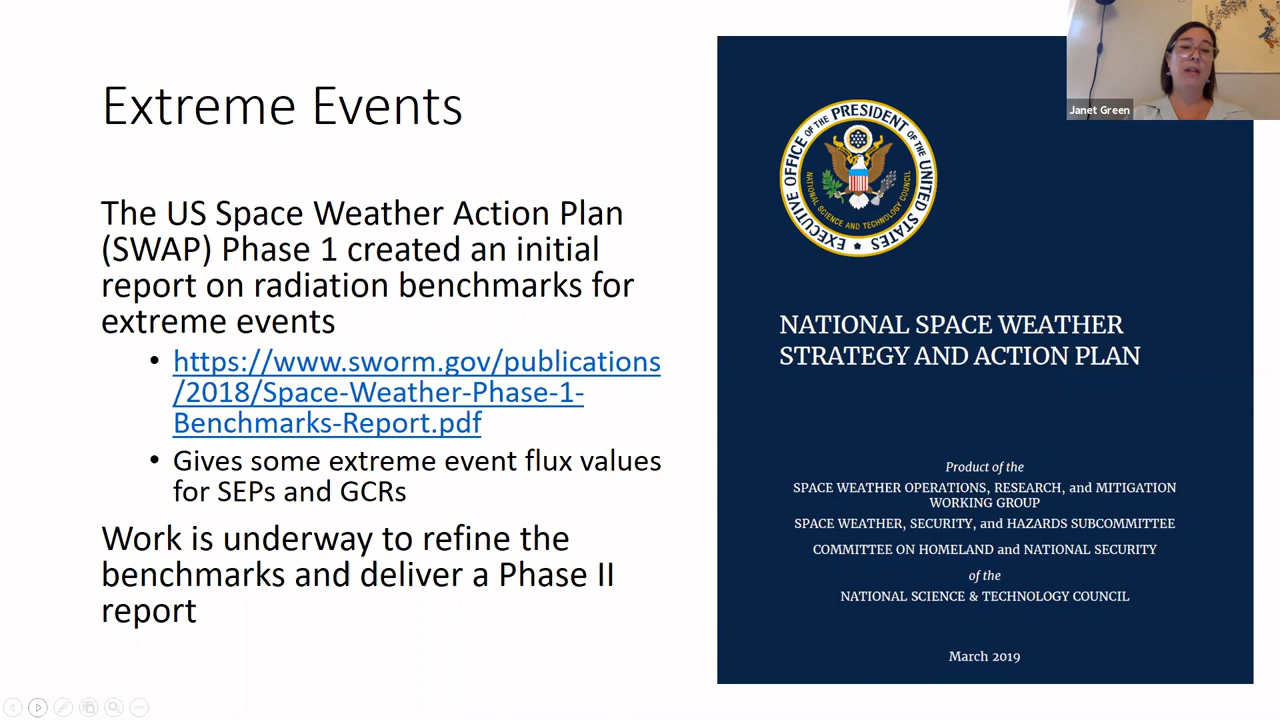 Extreme Events
The US Space Weather Action Plan
(SWAP) Phase 1 created an initial
report on radiation benchmarks for
extreme events
• https://www.sworm.gov/publications
/2018/Space-Weather-Phase-1-
Benchmarks-Report.pdf
• Gives some extreme event flux values
for SEPs and GCRs
Work is underway to refine the
benchmarks and deliver a Phase II
report
EXECUTIVE OFFICE OF THE PRESIDENT OF THE UNITED STATES
NATIONAL SCIENCE AND TECHNOLOGY COUNCIL
NATIONAL SPACE WEATHER
STRATEGY AND ACTION PLAN
Product of the
SPACE WEATHER OPERATIONS, RESEARCH, and MITIGATION
WORKING GROUP
SPACE WEATHER, SECURITY, and HAZARDS SUBCOMMITTEE
COMMITTEE ON HOMELAND and NATIONAL SECURITY
of the
NATIONAL SCIENCE & TECHNOLOGY COUNCIL
March 2019
Janet Green